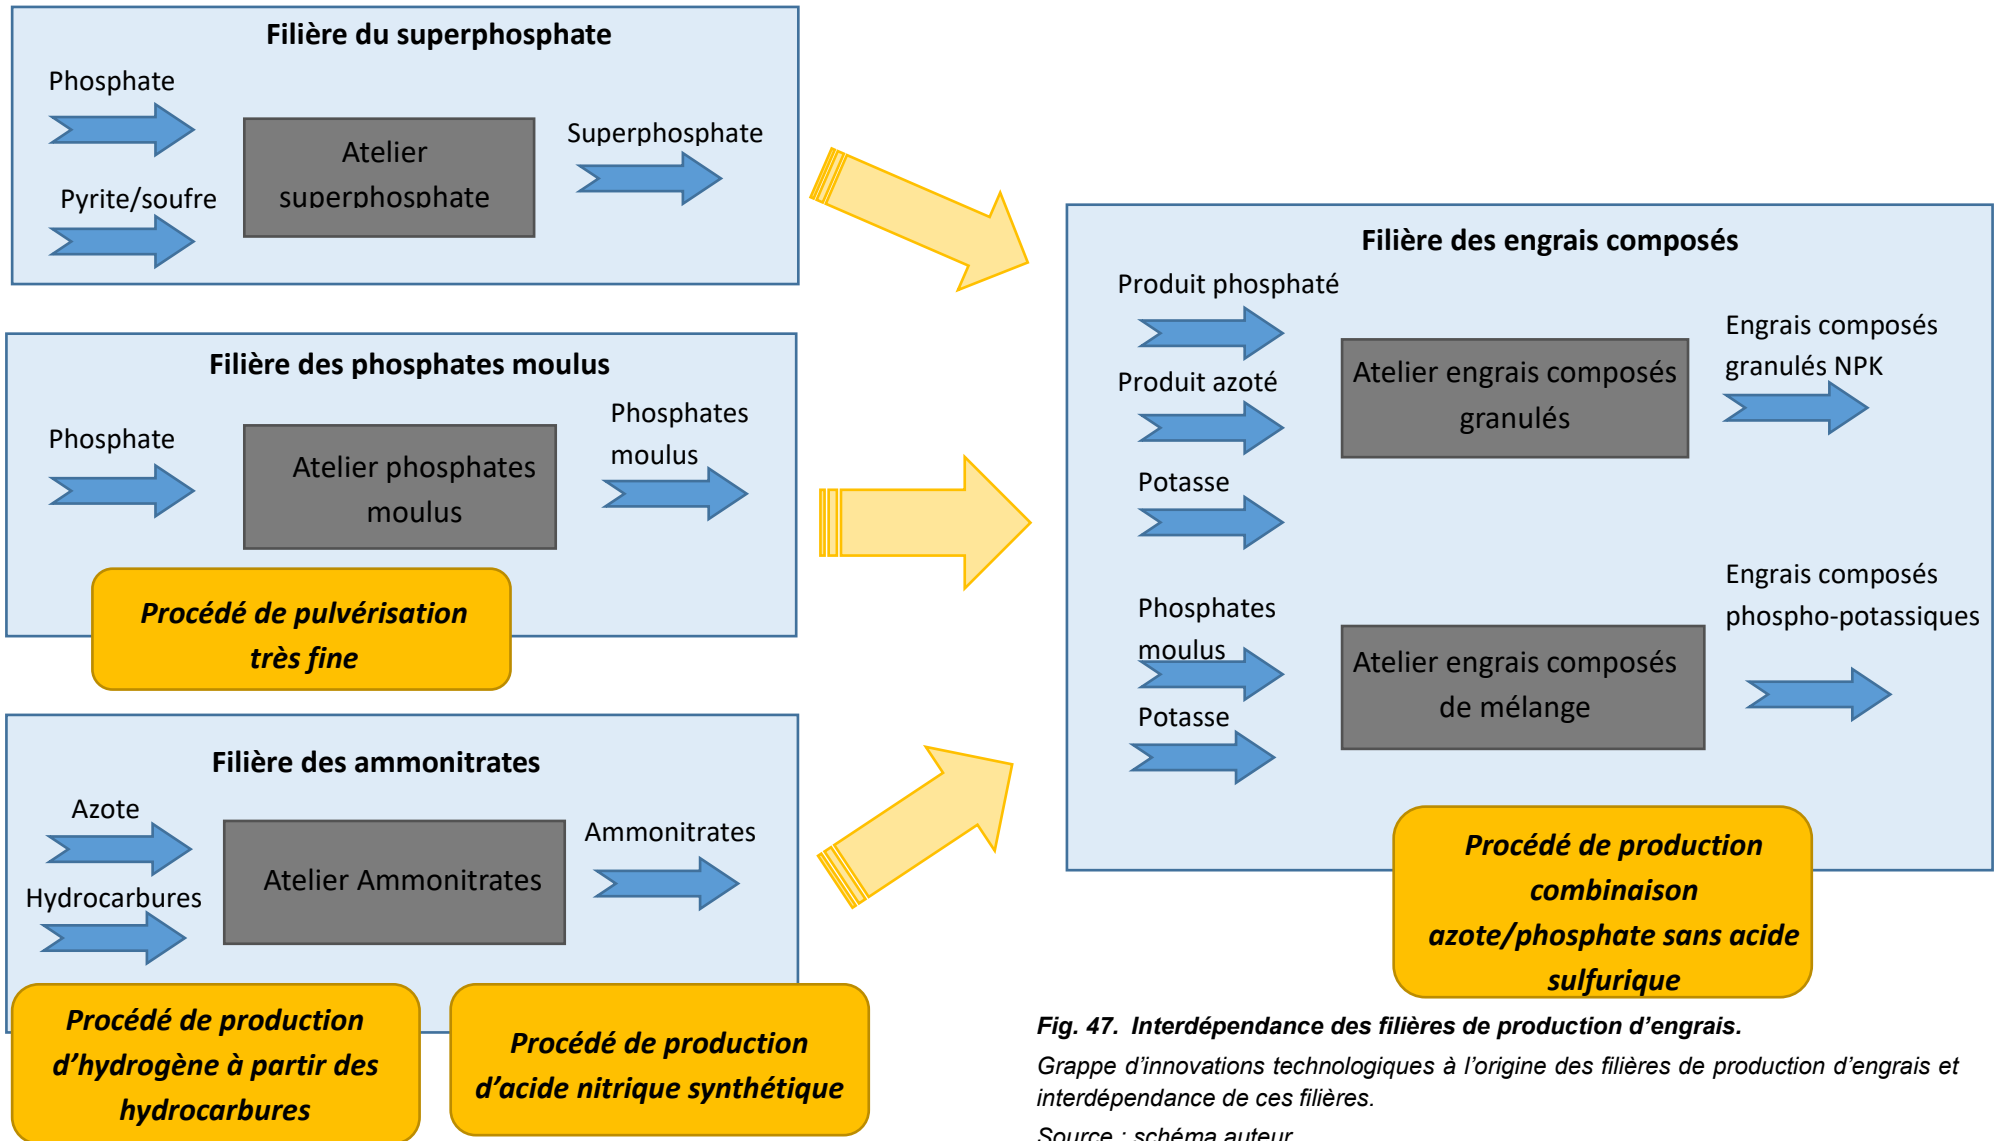 Filière du superphosphate
Phosphate
Pyrite/soufre
Atelier
superphosphate
Superphosphate
Filière des phosphates moulus
Phosphate
Atelier phosphates
moulus
Phosphates
moulus
Procédé de pulvérisation
très fine
Filière des ammonitrates
Azote
Hydrocarbures
Atelier Ammonitrates
Ammonitrates
Procédé de production
d’hydrogène à partir des
hydrocarbures
Procédé de production
d’acide nitrique synthétique
Filière des engrais composés
Produit phosphaté
Produit azoté
Potasse
Atelier engrais composés
granulés
Engrais composés
granulés NPK
Phosphates
moulus
Potasse
Atelier engrais composés
de mélange
Engrais composés
phospho-potassiques
Procédé de production
combinaison
azote/phosphate sans acide
sulfurique
Fig. 47. Interdépendance des filières de production d’engrais.
Grappe d’innovations technologiques à l’origine des filières de production d’engrais et
interdépendance de ces filières.
Source : schéma auteur